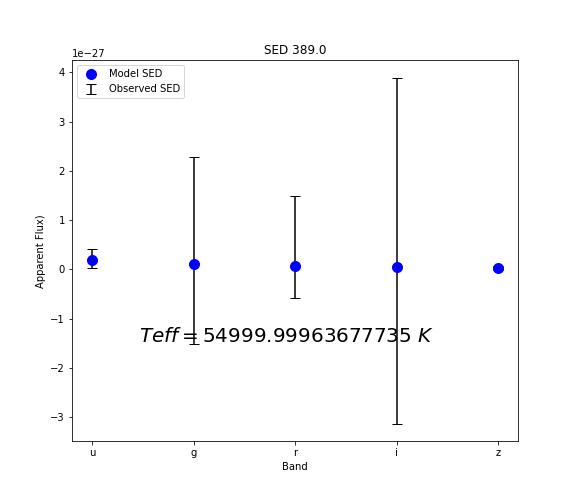 SED 389.0
1e−27
Model SED
Observed SED
4
3
2
1
0
−1
−2
−3
Apparent Flux)
Teff = 54999.99963677735 K
u g r i z
Band